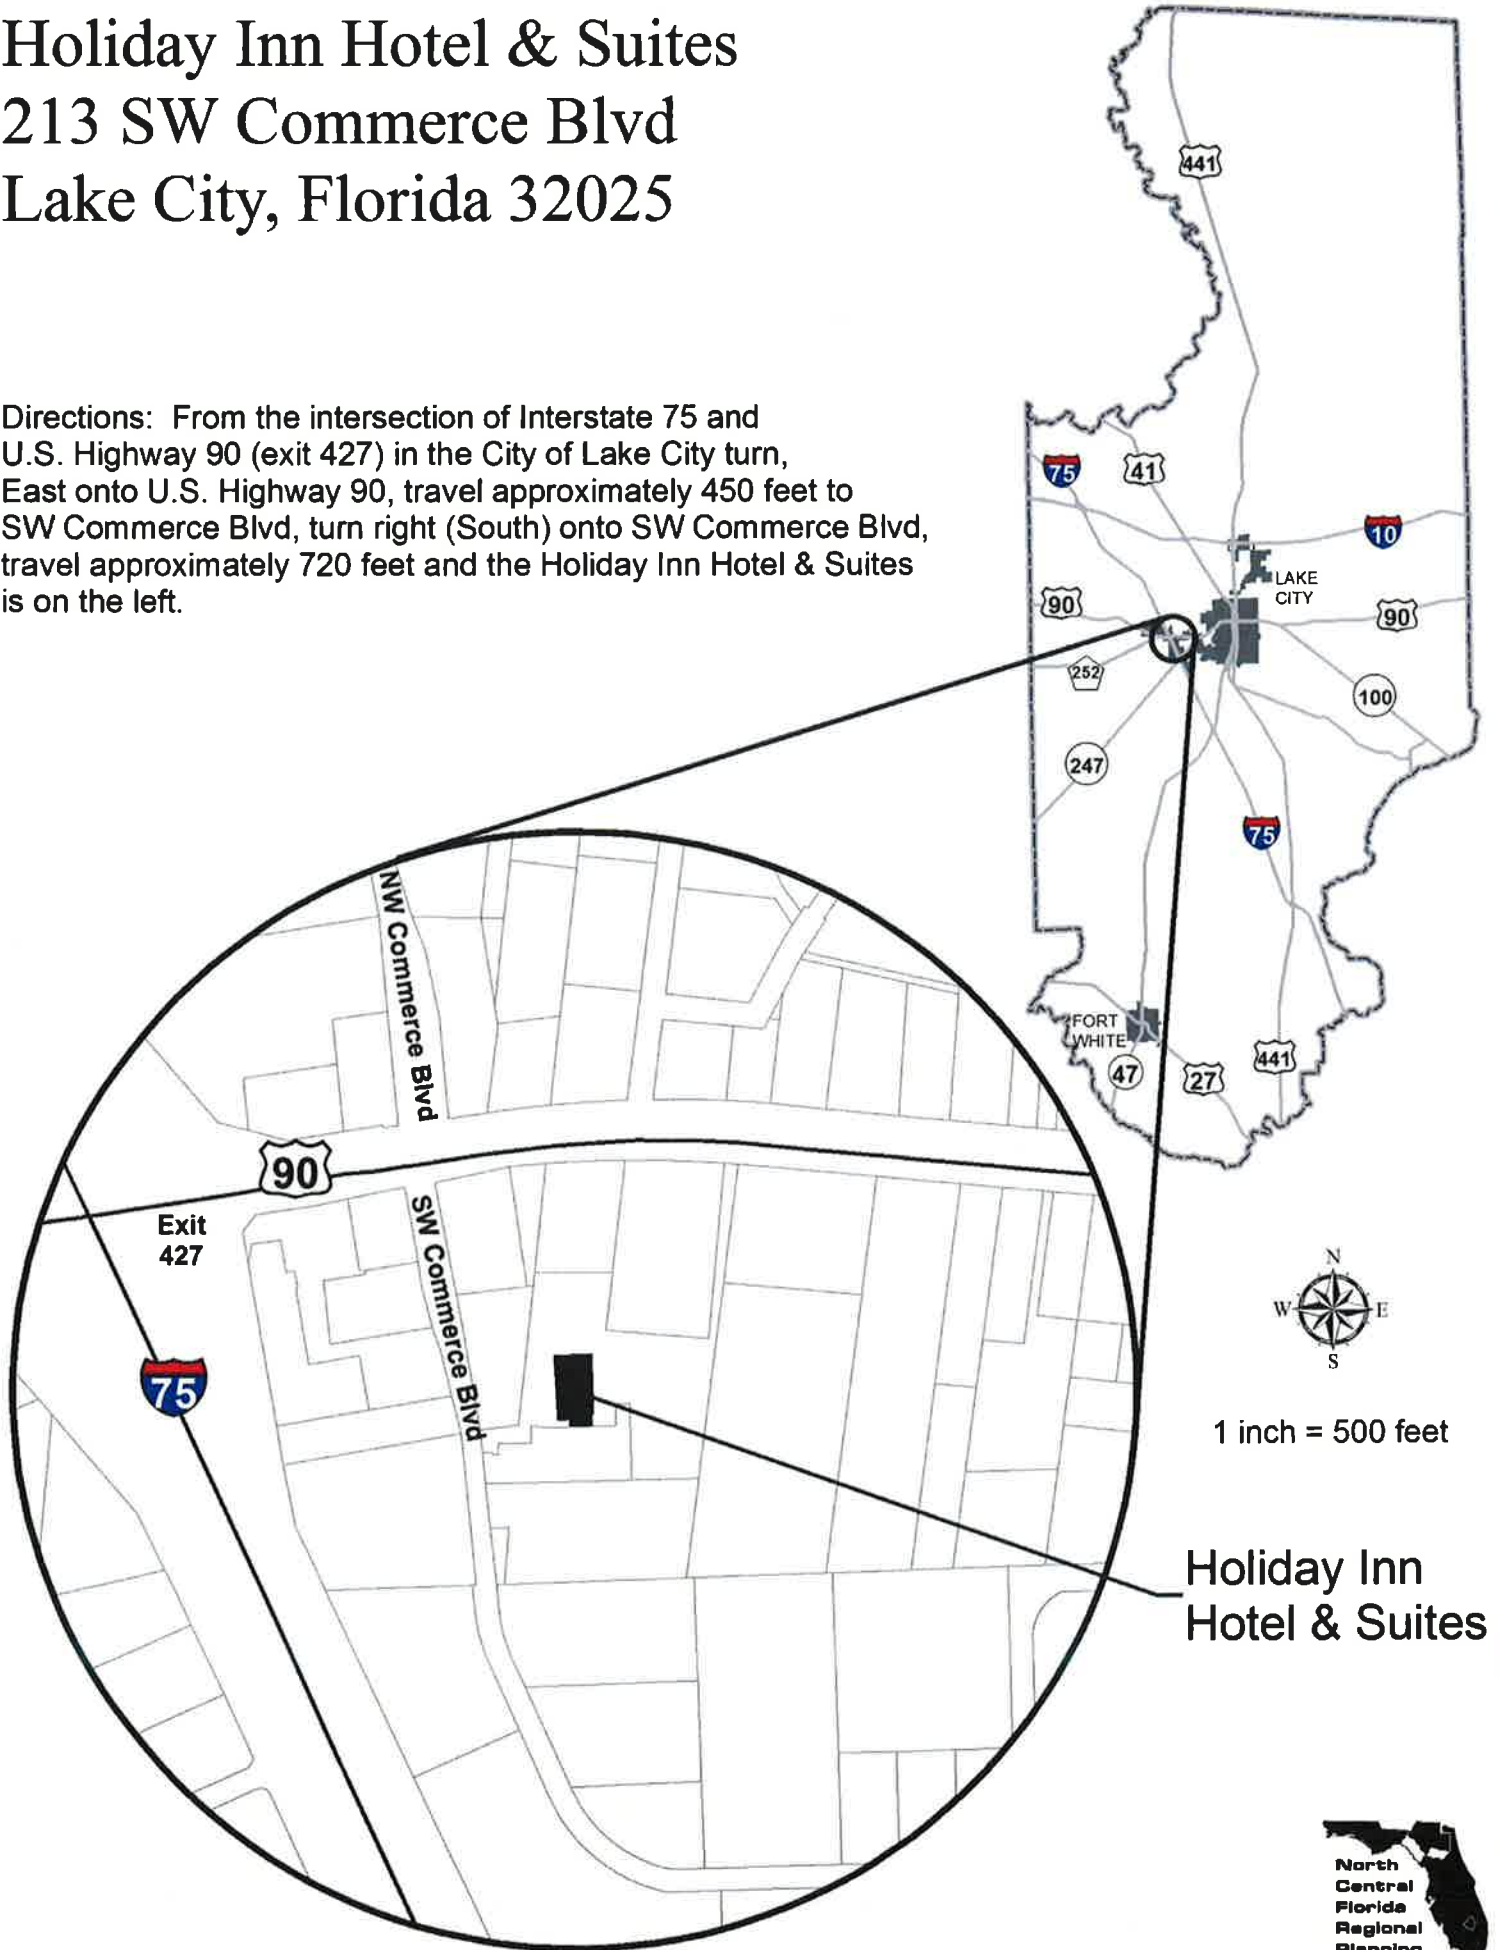 Holiday Inn Hotel & Suites
213 SW Commerce Blvd
Lake City, Florida 32025
Directions: From the intersection of Interstate 75 and
U.S. Highway 90 (exit 427) in the City of Lake City turn,
East onto U.S. Highway 90, travel approximately 450 feet to
SW Commerce Blvd, turn right (South) onto SW Commerce Blvd,
travel approximately 720 feet and the Holiday Inn Hotel & Suites
is on the left.
441
75
41
10
LAKE
CITY
90
90
252
100
247
75
FORT
WHITE
47
27
441
NW Commerce Blvd
90
Exit
427
SW Commerce Blvd
75
N
W
E
S
1 inch = 500 feet
Holiday Inn
Hotel & Suites
North
Central
Florida
Regional
Planning